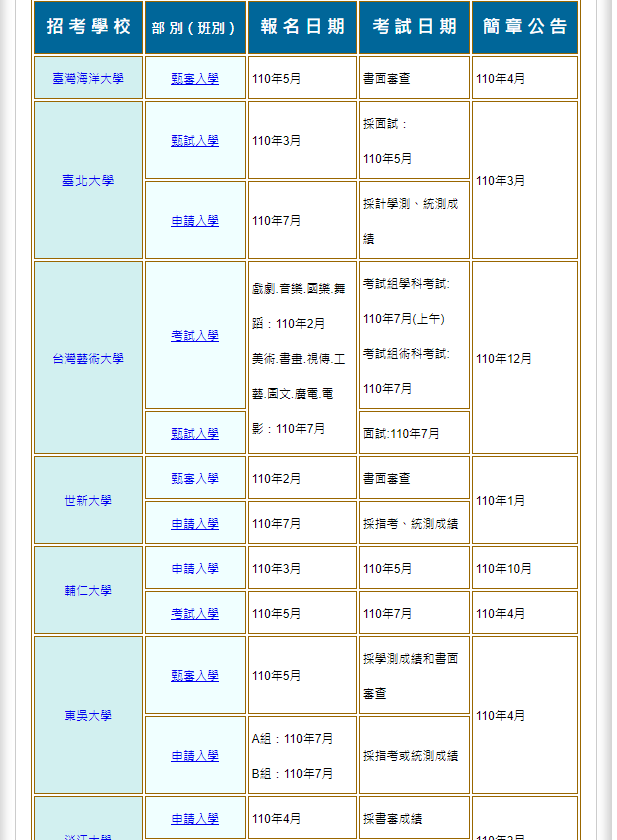 招 考 學 校
部 別 ( 班別 )
報 名 日 期
考 試 日 期
簡 章 公 告
臺灣海洋大學
甄審入學
110年5月
書面審查
110年4月
臺北大學
甄試入學
110年3月
採面試：
110年5月
110年3月
申請入學
110年7月
採計學測、統測成
績
台灣藝術大學
考試入學
戲劇.音樂.國樂.舞
蹈：110年2月
美術.書畫.視傳.工
藝.圖文.廣電.電
影：110年7月
考試組學科考試:
110年7月(上午)
考試組術科考試:
110年7月
110年12月
甄試入學
面試:110年7月
世新大學
甄審入學
110年2月
書面審查
110年1月
申請入學
110年7月
採指考、統測成績
輔仁大學
申請入學
110年3月
110年5月
110年10月
考試入學
110年5月
110年7月
110年4月
東吳大學
甄審入學
110年5月
採學測成績和書面
審查
110年4月
申請入學
A組：110年7月
B組：110年7月
採指考或統測成績
申請入學
110年4月
採書審成績